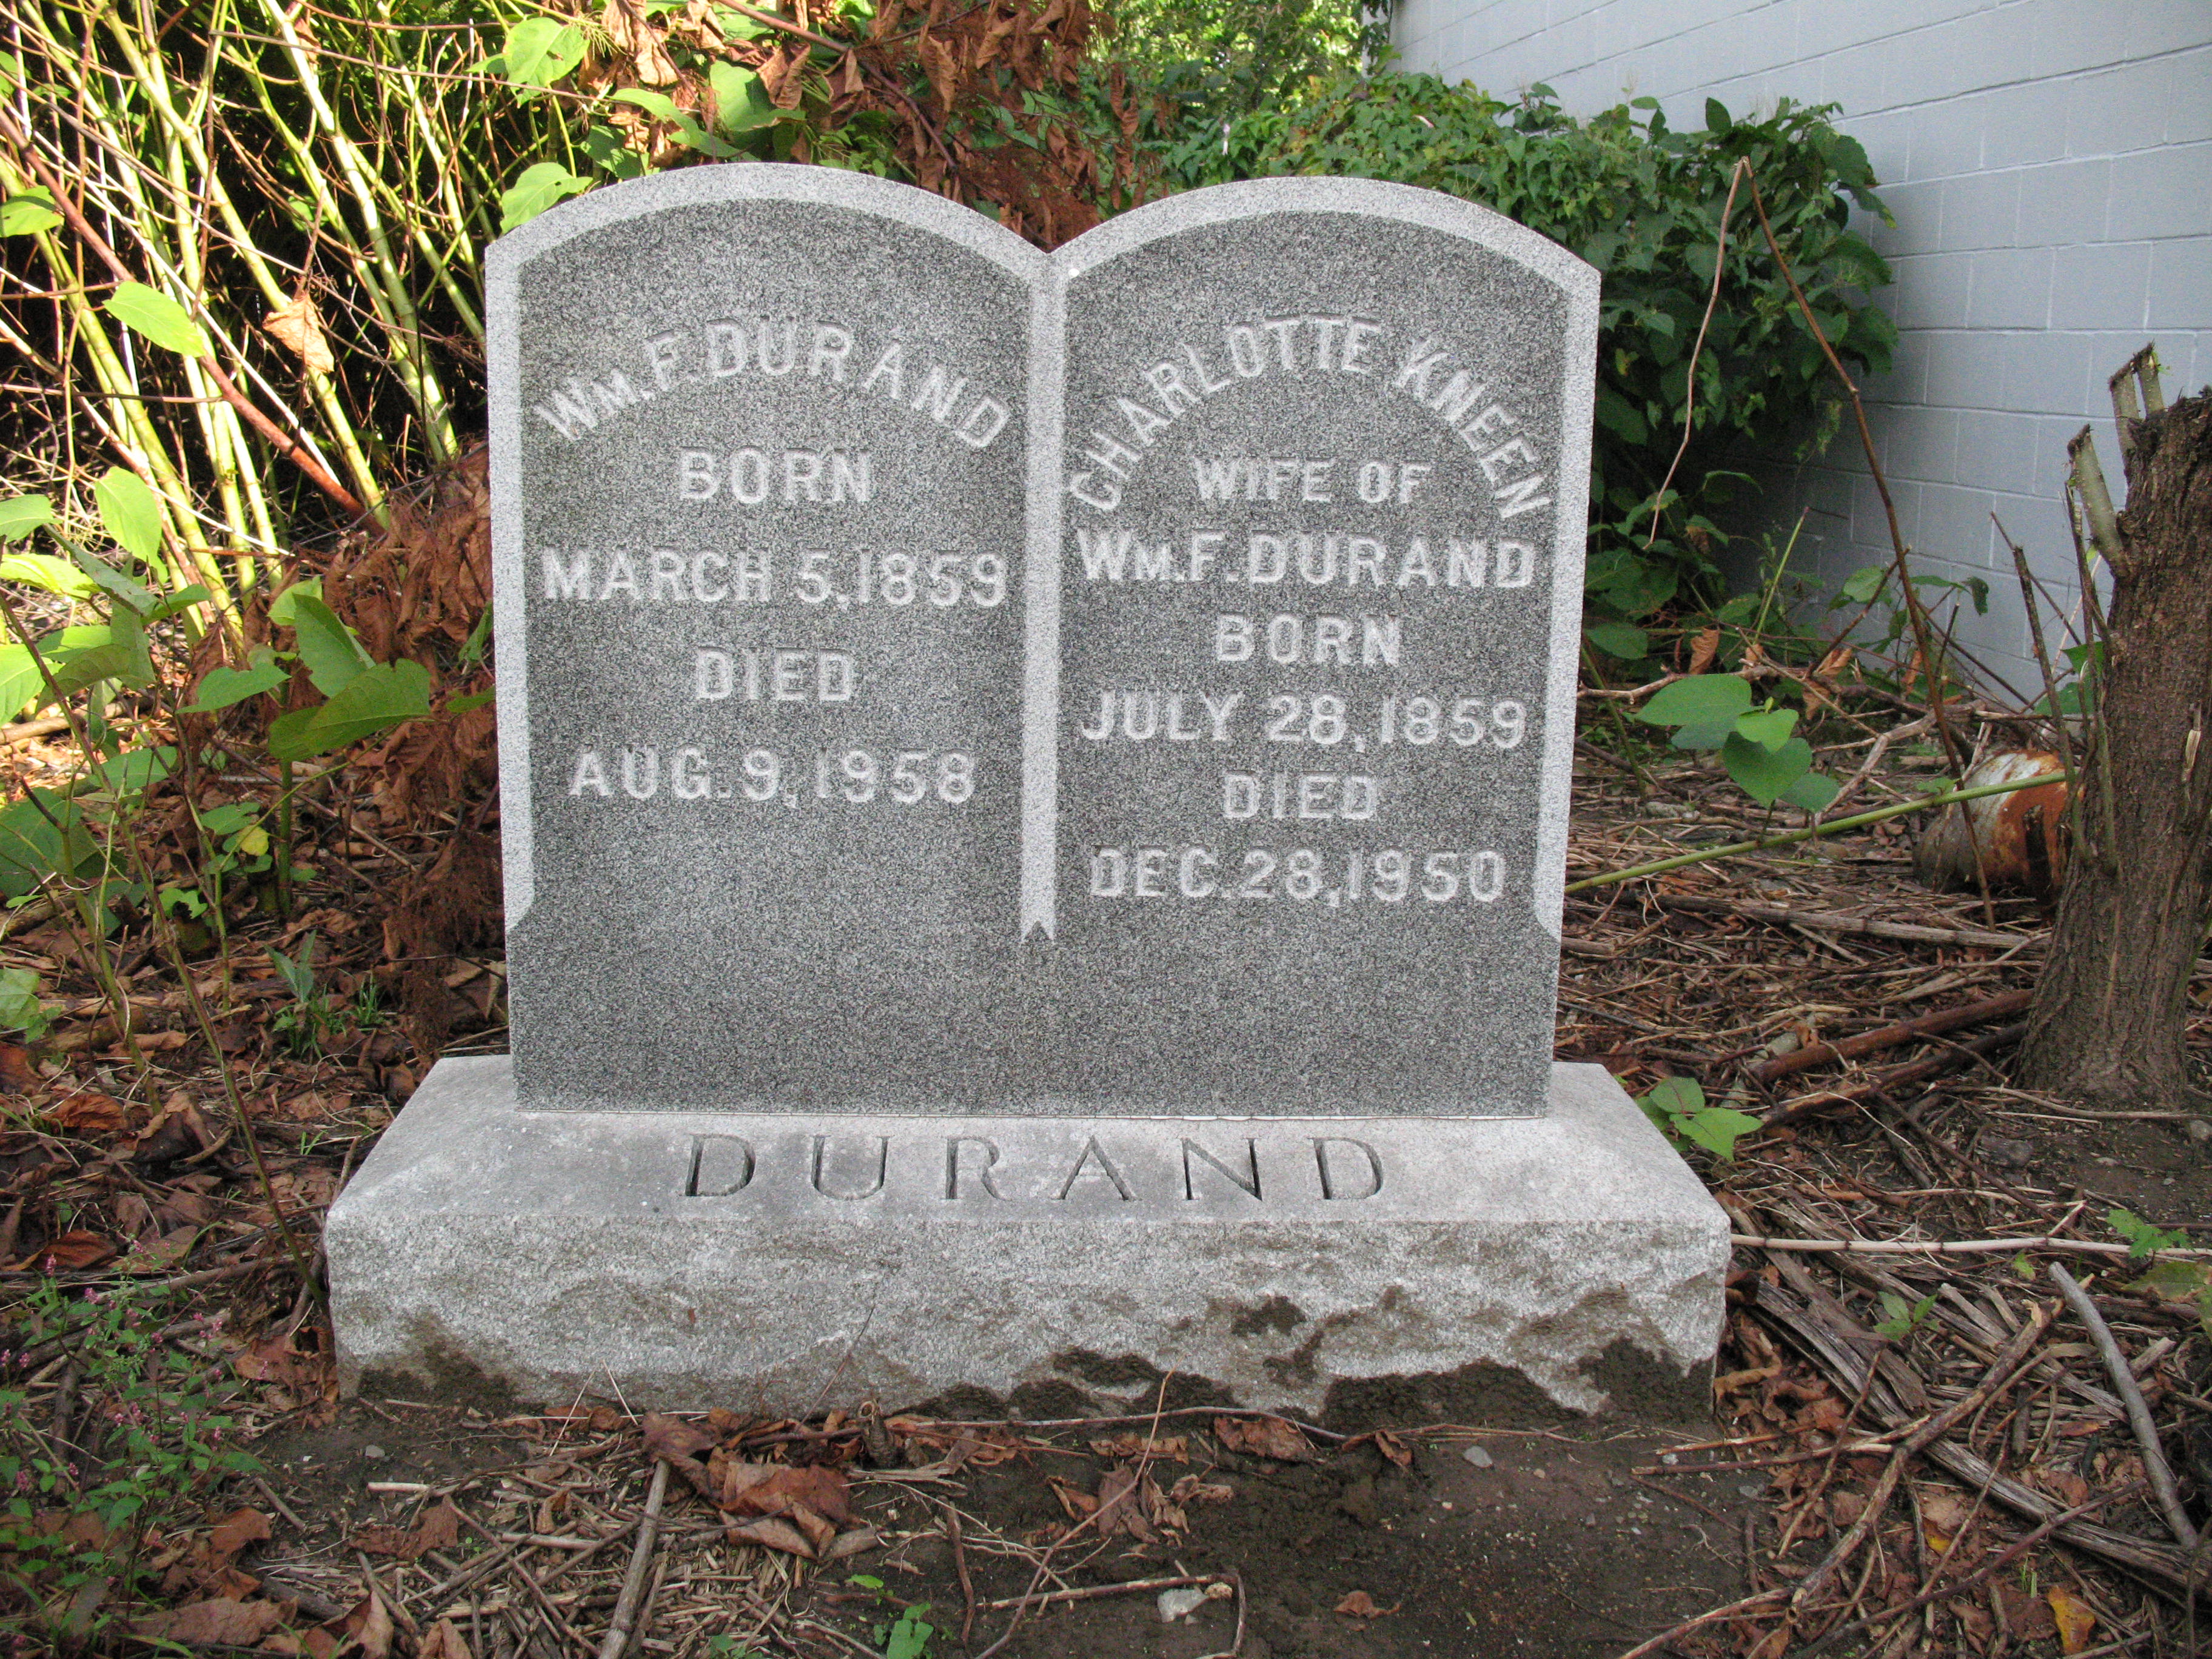 Wm. F. DURAND
BORN
MARCH 5, 1859
DIED
AUG. 9, 1958
CHARLOTTE KNEEN
WIFE OF
Wm. F. DURAND
BORN
JULY 28, 1859
DIED
DEC. 28, 1950
DURAND